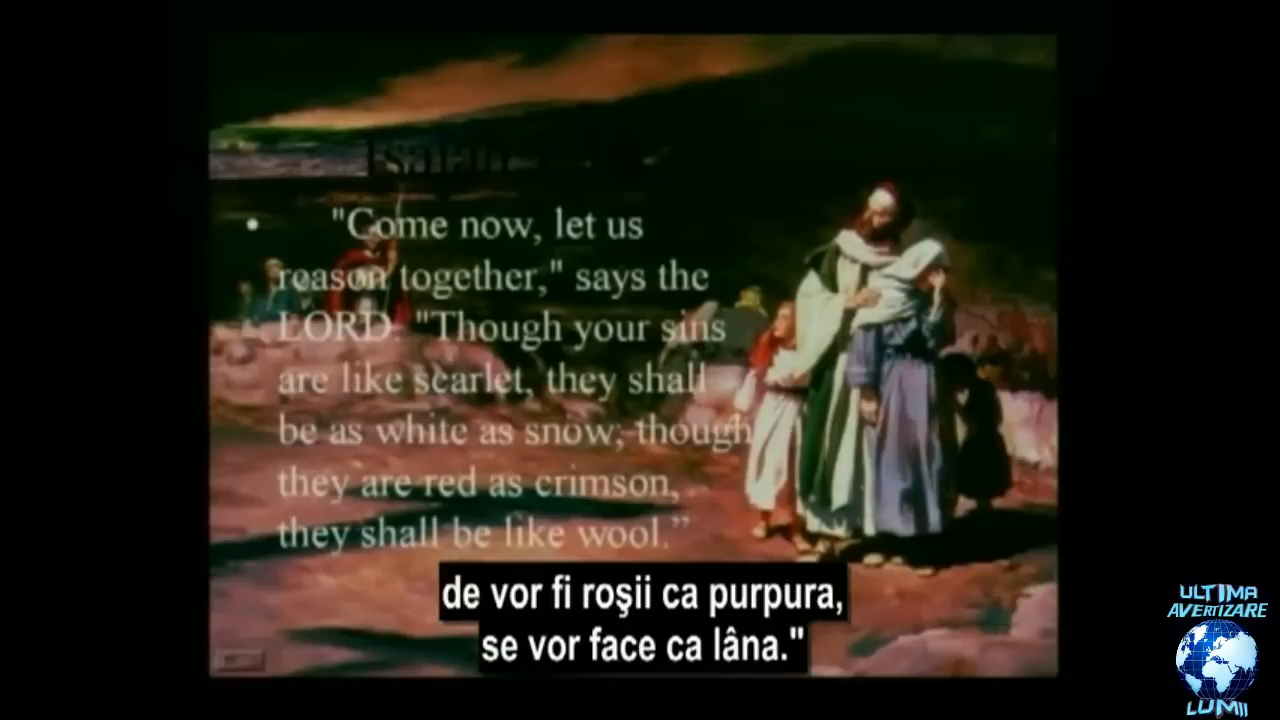 "Come now, let us
reason together," says the
LORD. "Though your sins
are like scarlet, they shall
be as white as snow; though
they are red as crimson,
they shall be like wool.”
de vor fi roşii ca purpura,
se vor face ca lâna."
ULTIMA
AVERTIZARE
LUMII